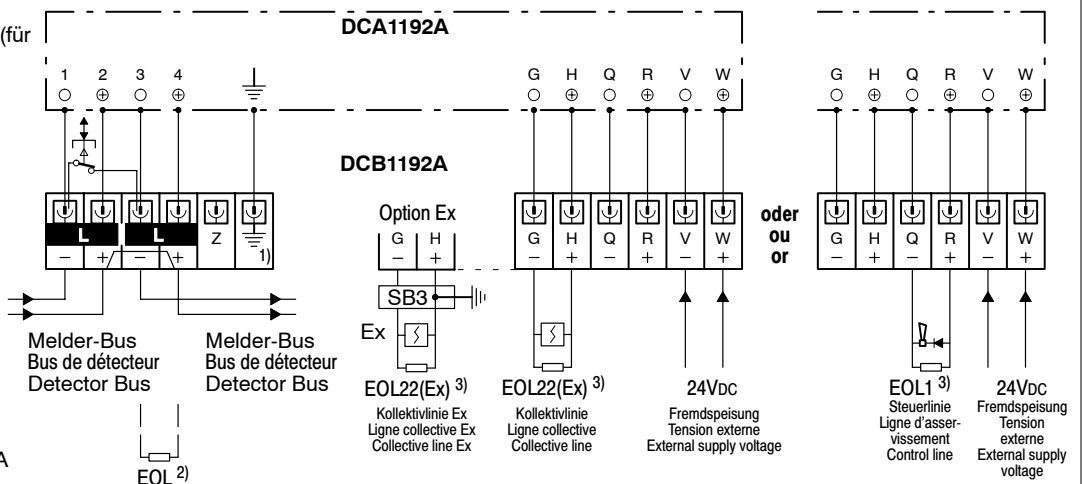 (für
DCA1192A
1 2 3 4
G H Q R V W
G H Q R V W
DCB1192A
Option Ex
G H
− +
SB3
Ex
L L Z
− + − + 1)
G H Q R V W
− + − + − +
oder
ou
or
G H Q R V W
− + − + − +
Melder-Bus
Bus de détecteur
Detector Bus
Melder-Bus
Bus de détecteur
Detector Bus
EOL 2)
A
EOL22(Ex) 3)
Kollektivlinie Ex
Ligne collective Ex
Collective line Ex
EOL22(Ex) 3)
Kollektivlinie
Ligne collective
Collective line
24VDC
Fremdspeisung
Tension externe
External supply voltage
EOL1 3)
Steuerlinie
Ligne d'asser-
vissement
Control line
24VDC
Fremdspeisung
Tension
externe
External supply
voltage